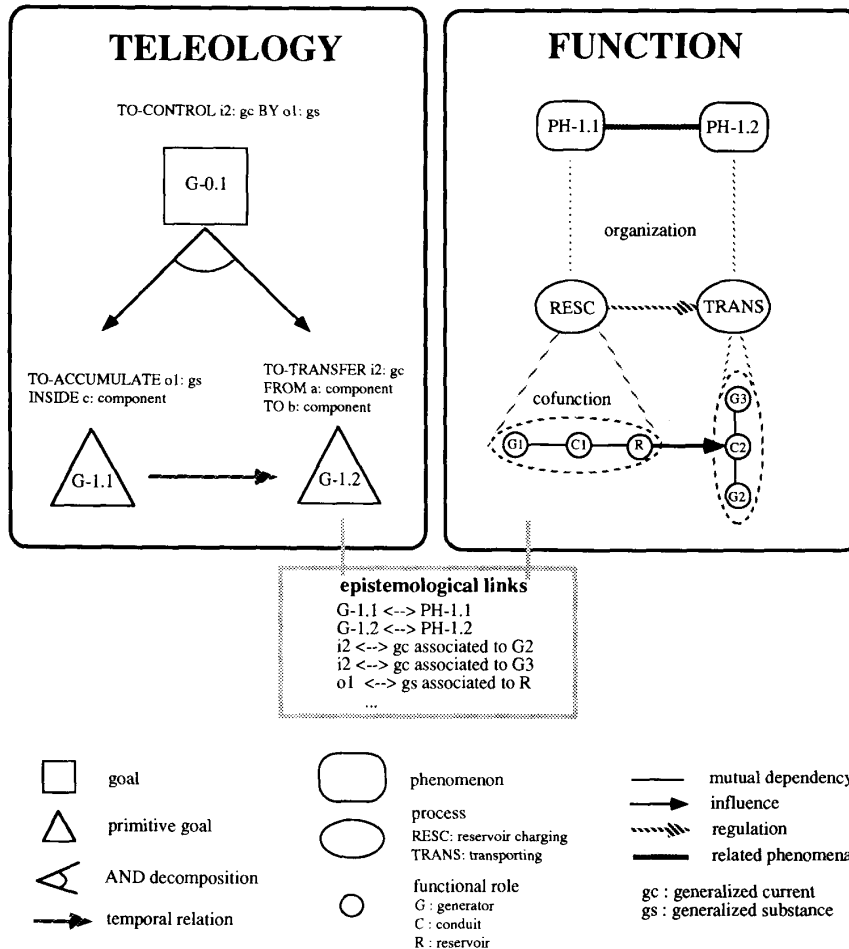 TELEOLOGY
TO-CONTROL i2: gc BY o1: gs
G-0.1
TO-ACCUMULATE o1: gs
INSIDE c: component
TO-TRANSFER i2: gc
FROM a: component
TO b: component
G-1.1
G-1.2
FUNCTION
PH-1.1
PH-1.2
organization
RESC
TRANS
cofunction
G1
C1
R
G3
C2
G2
epistemological links
G-1.1 <--> PH-1.1
G-1.2 <--> PH-1.2
i2 <--> gc associated to G2
i2 <--> gc associated to G3
o1 <--> gs associated to R
...
goal
primitive goal
AND decomposition
temporal relation
phenomenon
process
RESC: reservoir charging
TRANS: transporting
functional role
G : generator
C : conduit
R : reservoir
mutual dependency
influence
regulation
related phenomena
gc : generalized current
gs : generalized substance